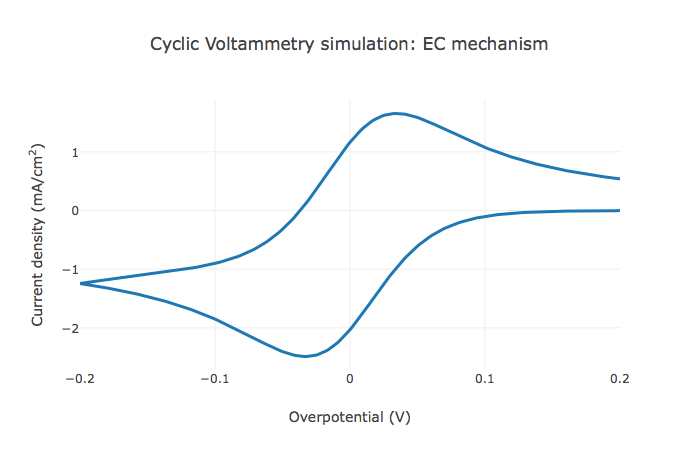 Cyclic Voltammetry simulation: EC mechanism
Current density (mA/cm²)
1
0
−1
−2
−0.2 −0.1 0 0.1 0.2
Overpotential (V)